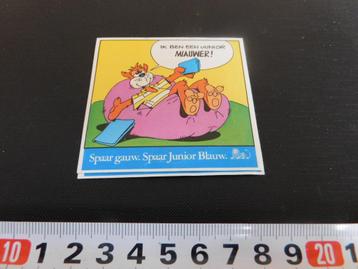 IK BEN EEN JUNIOR
MIAUWER!
Spaar gauw. Spaar Junior Blauw.
10 1 2 3 4 5 6 7 8 9 20 1